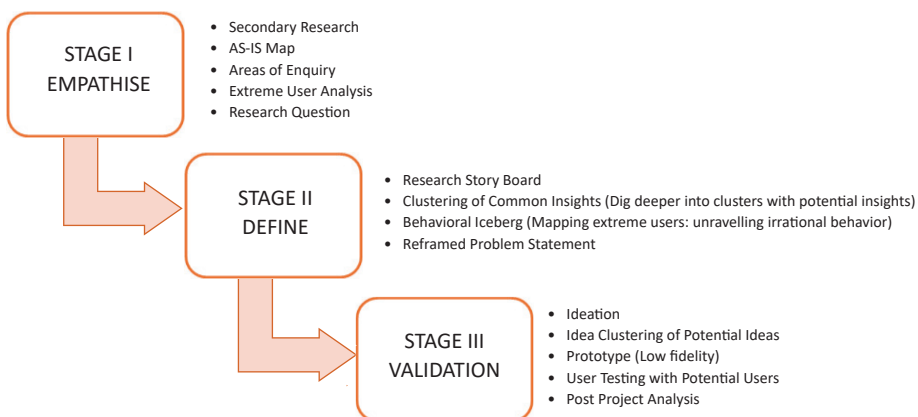 STAGE I
EMPATHISE
• Secondary Research
• AS-IS Map
• Areas of Enquiry
• Extreme User Analysis
• Research Question
STAGE II
DEFINE
• Research Story Board
• Clustering of Common Insights (Dig deeper into clusters with potential insights)
• Behavioral Iceberg (Mapping extreme users: unravelling irrational behavior)
• Reframed Problem Statement
STAGE III
VALIDATION
• Ideation
• Idea Clustering of Potential Ideas
• Prototype (Low fidelity)
• User Testing with Potential Users
• Post Project Analysis